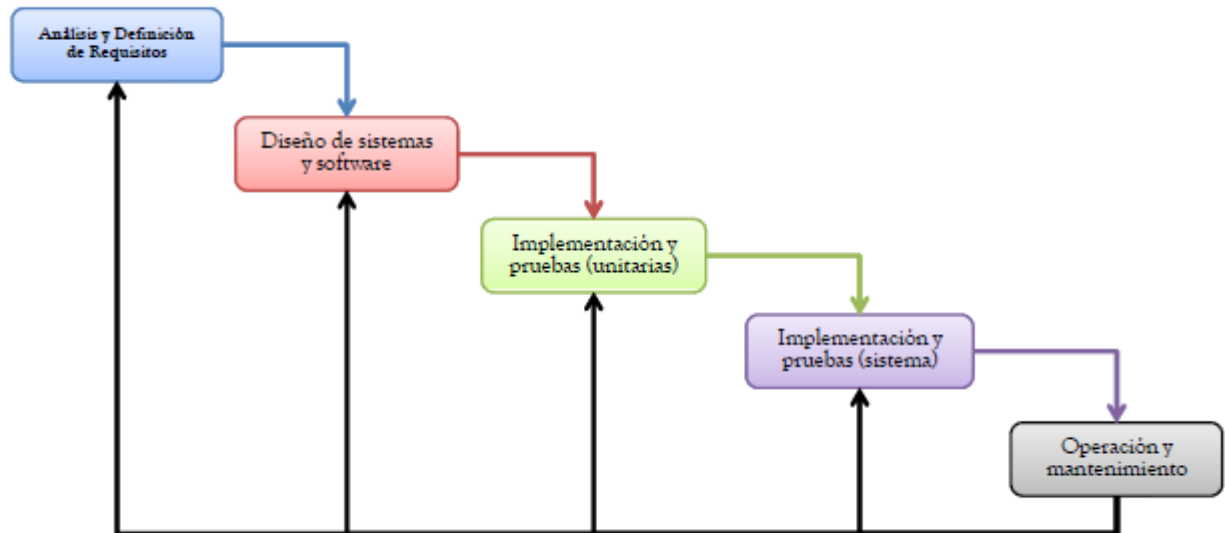 Análisis y Definición
de Requisitos
Diseño de sistemas
y software
Implementación y
pruebas (unitarias)
Implementación y
pruebas (sistema)
Operación y
mantenimiento